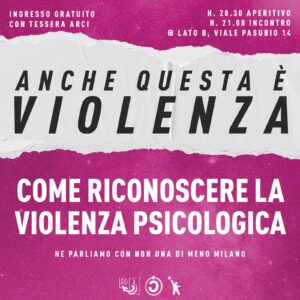 INGRESSO GRATUITO
CON TESSERA ARCI
H. 20.30 APERITIVO
H. 21.00 INCONTRO
@ LATO B, VIALE PASUBIO 14
ANCHE QUESTA È
VIOLENZA
COME RICONOSCERE LA
VIOLENZA PSICOLOGICA
NE PARLIAMO CON NON UNA DI MENO MILANO